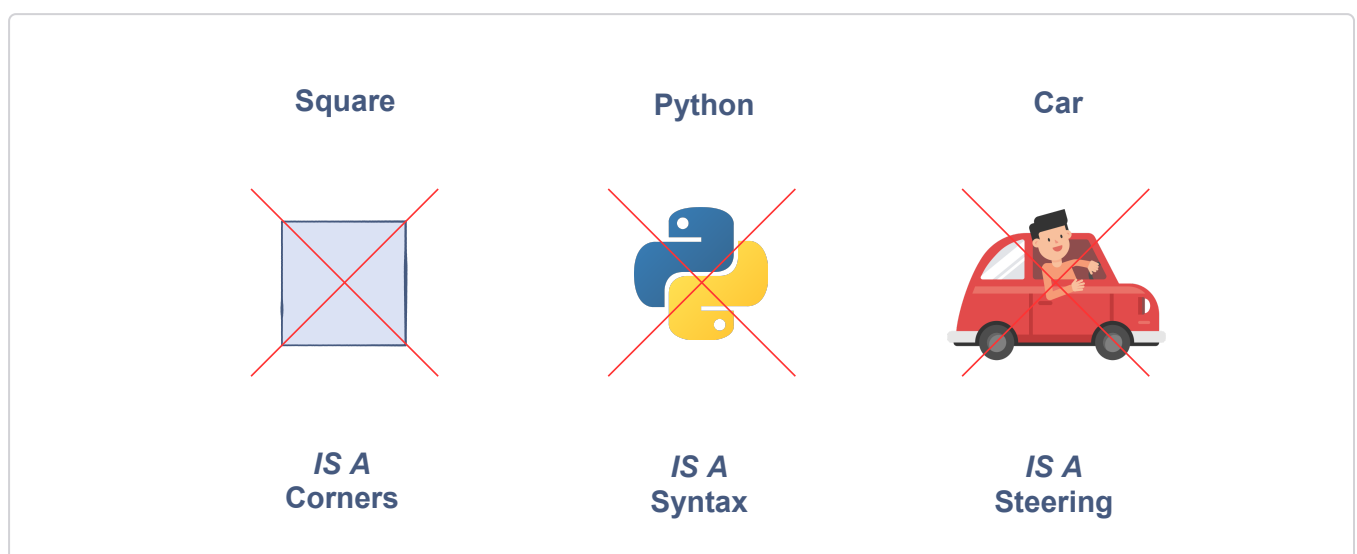 Square
Python
Car
IS A
Corners
IS A
Syntax
IS A
Steering